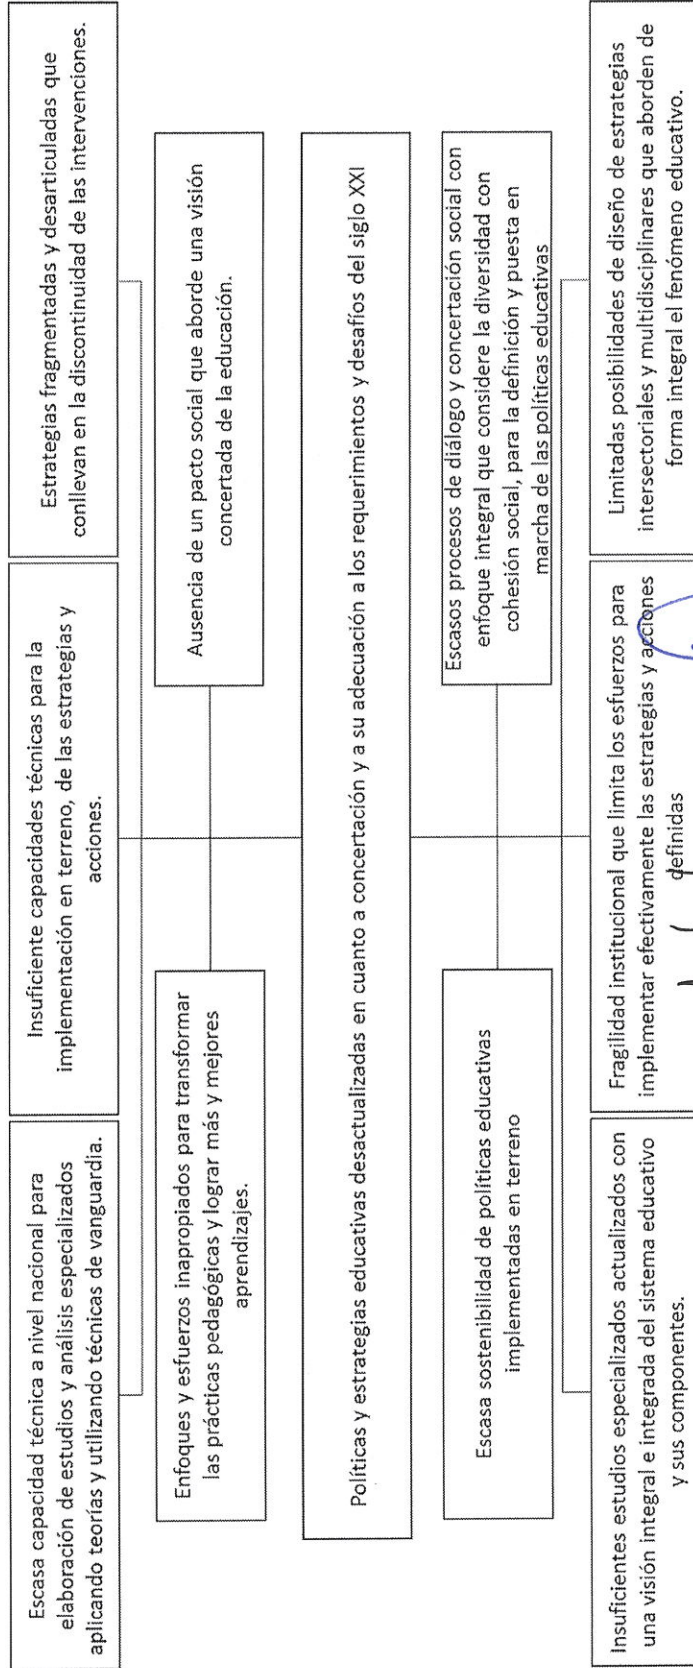 Escasa capacidad técnica a nivel nacional para
elaboración de estudios y análisis especializados
aplicando teorías y utilizando técnicas de vanguardia.
Insuficiente capacidades técnicas para la
implementación en terreno, de las estrategias y
acciones.
Estrategias fragmentadas y desarticuladas que
conllevan en la discontinuidad de las intervenciones.
Enfoques y esfuerzos inapropiados para transformar
las prácticas pedagógicas y lograr más y mejores
aprendizajes.
Ausencia de un pacto social que aborde una visión
concertada de la educación.
Políticas y estrategias educativas desactualizadas en cuanto a concertación y a su adecuación a los requerimientos y desafíos del siglo XXI
Escasa sostenibilidad de políticas educativas
implementadas en terreno
Escasos procesos de diálogo y concertación social con
enfoque integral que considere la diversidad con
cohesión social, para la definición y puesta en
marcha de las políticas educativas
Insuficientes estudios especializados actualizados con
una visión integral e integrada del sistema educativo
y sus componentes.
Fragilidad institucional que limita los esfuerzos para
implementar efectivamente las estrategias y acciones
definidas
Limitadas posibilidades de diseño de estrategias
intersectoriales y multidisciplinares que aborden de
forma integral el fenómeno educativo.